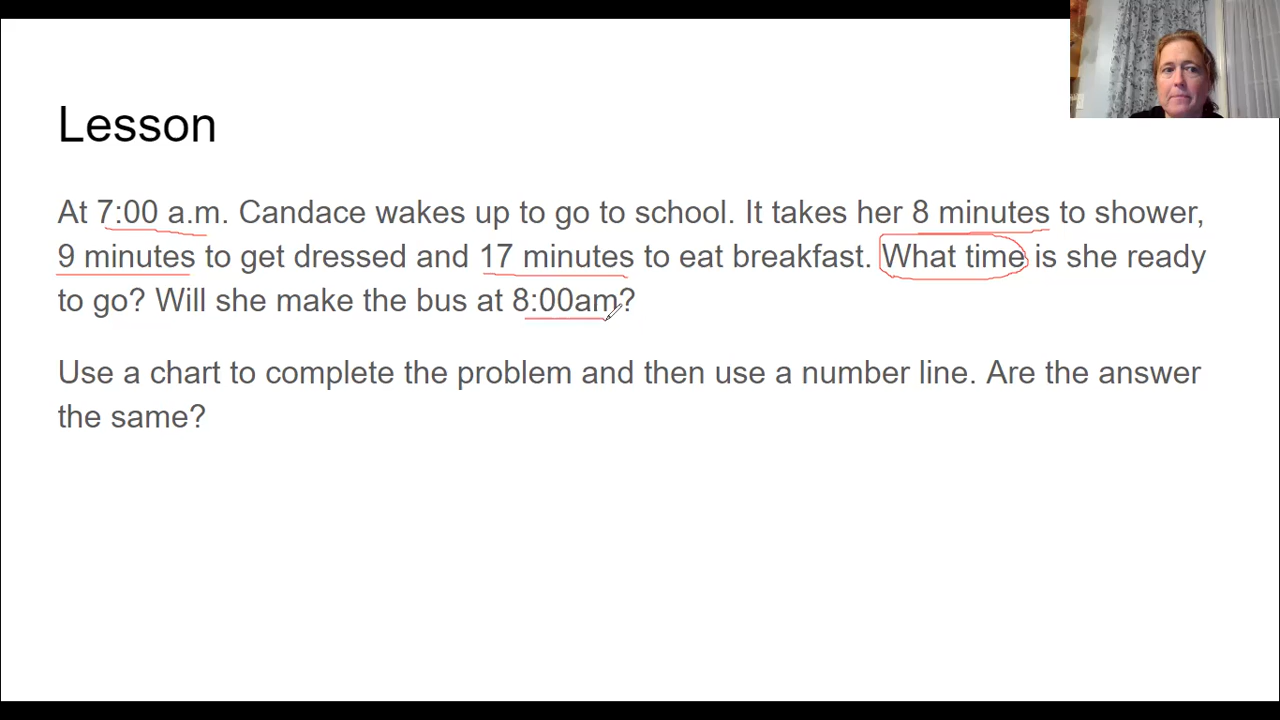 Lesson
At 7:00 a.m. Candace wakes up to go to school. It takes her 8 minutes to shower,
9 minutes to get dressed and 17 minutes to eat breakfast. What time is she ready
to go? Will she make the bus at 8:00am?
Use a chart to complete the problem and then use a number line. Are the answer
the same?